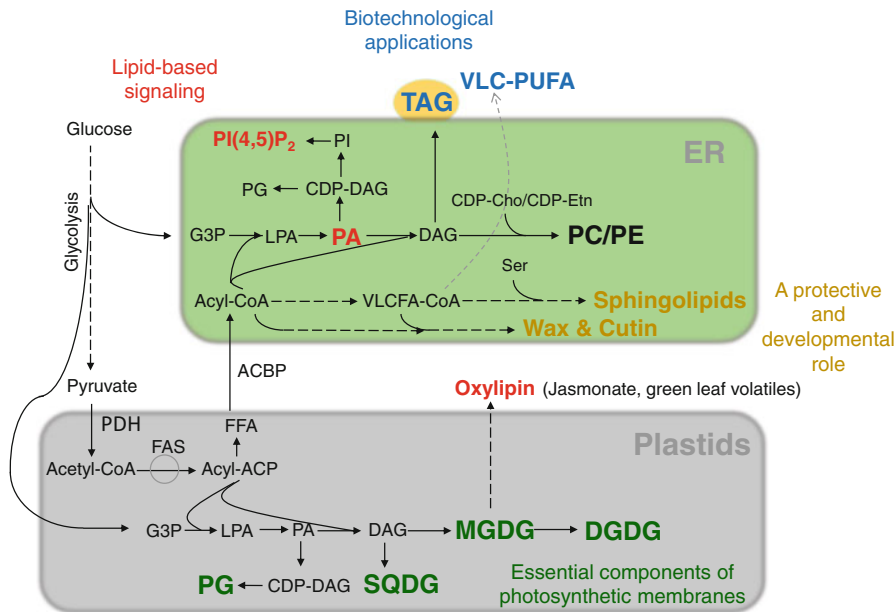 Biotechnological
applications
Lipid-based
signaling
VLC-PUFA
TAG
Glucose
ER
PI(4,5)P₂ PI
PG CDP-DAG
CDP-Cho/CDP-Etn
Glycolysis
G3P LPA PA DAG PC/PE
Ser
Acyl-CoA VLCFA-CoA Sphingolipids
Wax & Cutin
A protective
and
developmental
role
ACBP
Pyruvate
Oxylipin (Jasmonate, green leaf volatiles)
PDH
FFA
Plastids
FAS
Acetyl-CoA Acyl-ACP
G3P LPA PA DAG MGDG DGDG
PG CDP-DAG SQDG
Essential components of
photosynthetic membranes